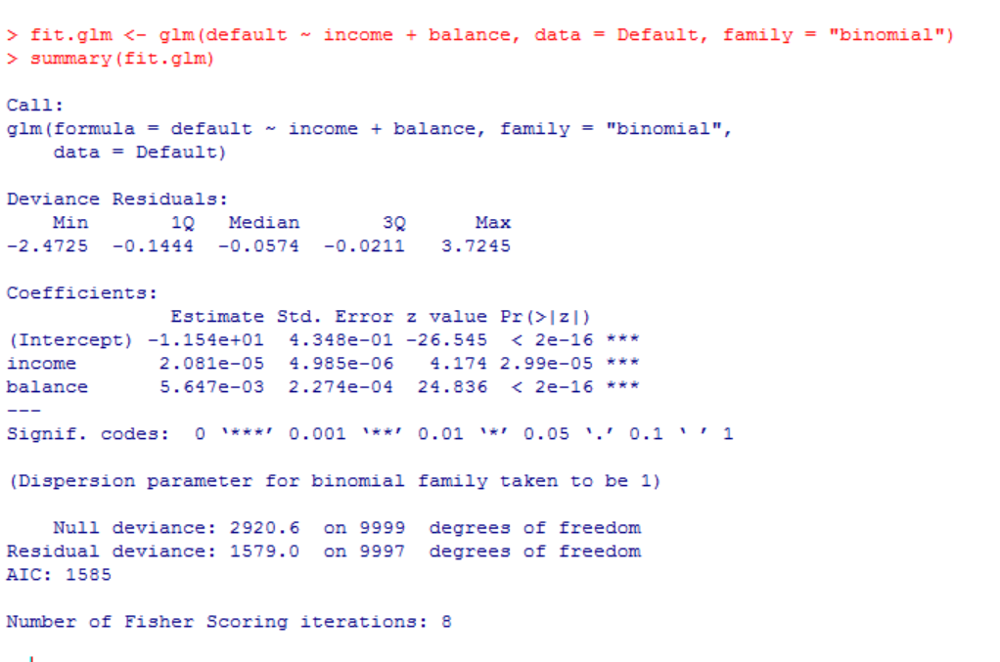 > fit.glm <- glm(default ~ income + balance, data = Default, family = "binomial")
> summary(fit.glm)
Call:
glm(formula = default ~ income + balance, family = "binomial",
    data = Default)
Deviance Residuals:
    Min       1Q   Median       3Q      Max
-2.4725  -0.1444  -0.0574  -0.0211   3.7245
Coefficients:
              Estimate Std. Error z value Pr(>|z|)
(Intercept) -1.154e+01  4.348e-01 -26.545  < 2e-16 ***
income       2.081e-05  4.985e-06   4.174 2.99e-05 ***
balance      5.647e-03  2.274e-04  24.836  < 2e-16 ***
---
Signif. codes:  0 ‘***’ 0.001 ‘**’ 0.01 ‘*’ 0.05 ‘.’ 0.1 ‘ ’ 1
(Dispersion parameter for binomial family taken to be 1)
    Null deviance: 2920.6  on 9999  degrees of freedom
Residual deviance: 1579.0  on 9997  degrees of freedom
AIC: 1585
Number of Fisher Scoring iterations: 8